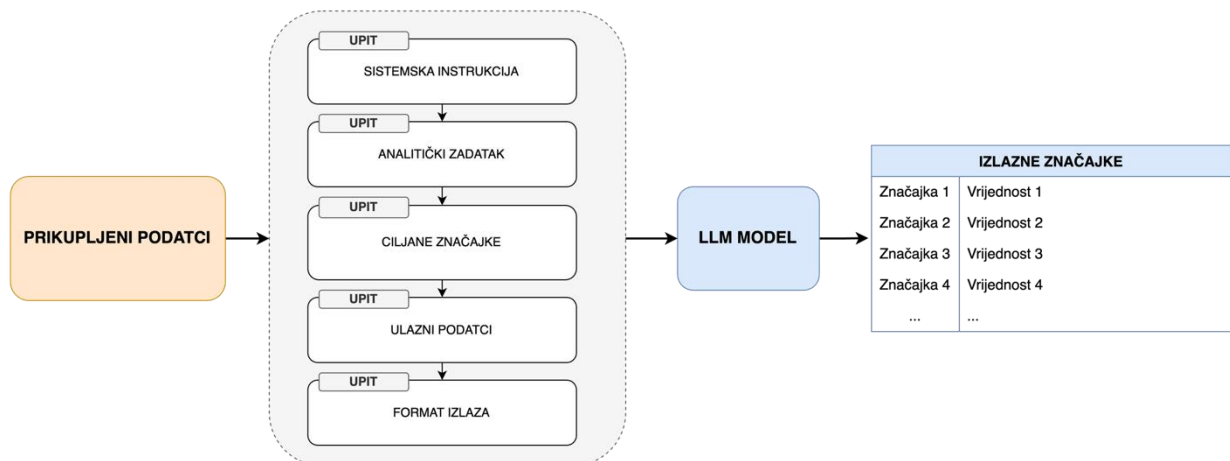 PRIKUPLJENI PODATCI
UPIT
SISTEMSKA INSTRUKCIJA
UPIT
ANALITIČKI ZADATAK
UPIT
CILJANE ZNAČAJKE
UPIT
ULAZNI PODATCI
UPIT
FORMAT IZLAZA
LLM MODEL
IZLAZNE ZNAČAJKE
Značajka 1 Vrijednost 1
Značajka 2 Vrijednost 2
Značajka 3 Vrijednost 3
Značajka 4 Vrijednost 4
... ...